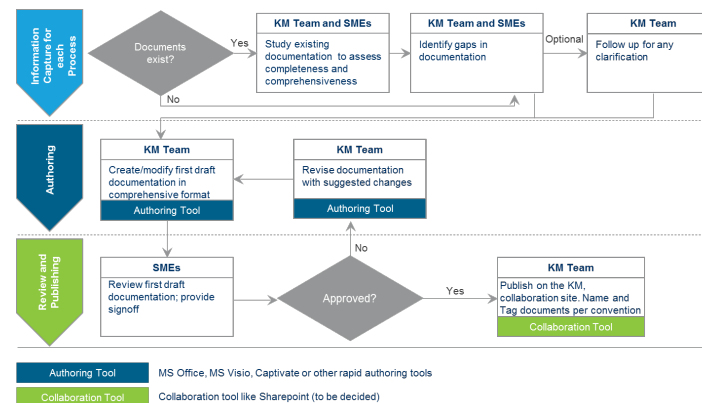 Information
Capture for
each
Process
Documents
exist?
Yes
No
KM Team and SMEs
Study existing
documentation to assess
completeness and
comprehensiveness
KM Team and SMEs
Identify gaps in
documentation
Optional
KM Team
Follow up for any
clarification
Authoring
KM Team
Create/modify first draft
documentation in
comprehensive format
Authoring Tool
KM Team
Revise documentation
with suggested changes
Authoring Tool
Review and
Publishing
SMEs
Review first draft
documentation; provide
signoff
No
Approved?
Yes
KM Team
Publish on the KM,
collaboration site. Name and
Tag documents per convention
Collaboration Tool
Authoring Tool
MS Office, MS Visio, Captivate or other rapid authoring tools
Collaboration Tool
Collaboration tool like Sharepoint (to be decided)